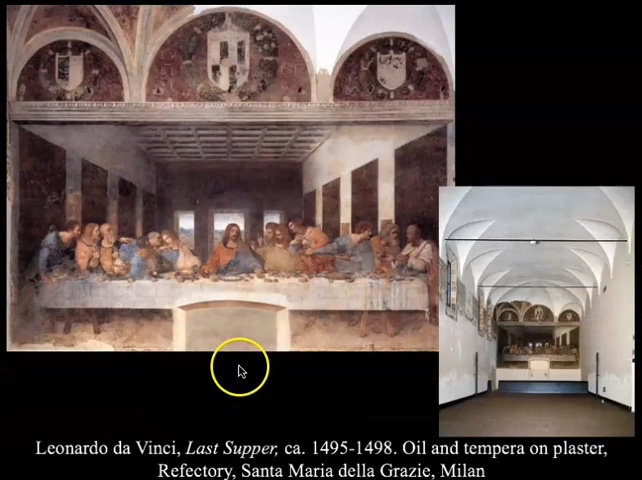 Leonardo da Vinci, Last Supper, ca. 1495-1498. Oil and tempera on plaster,
Refectory, Santa Maria della Grazie, Milan